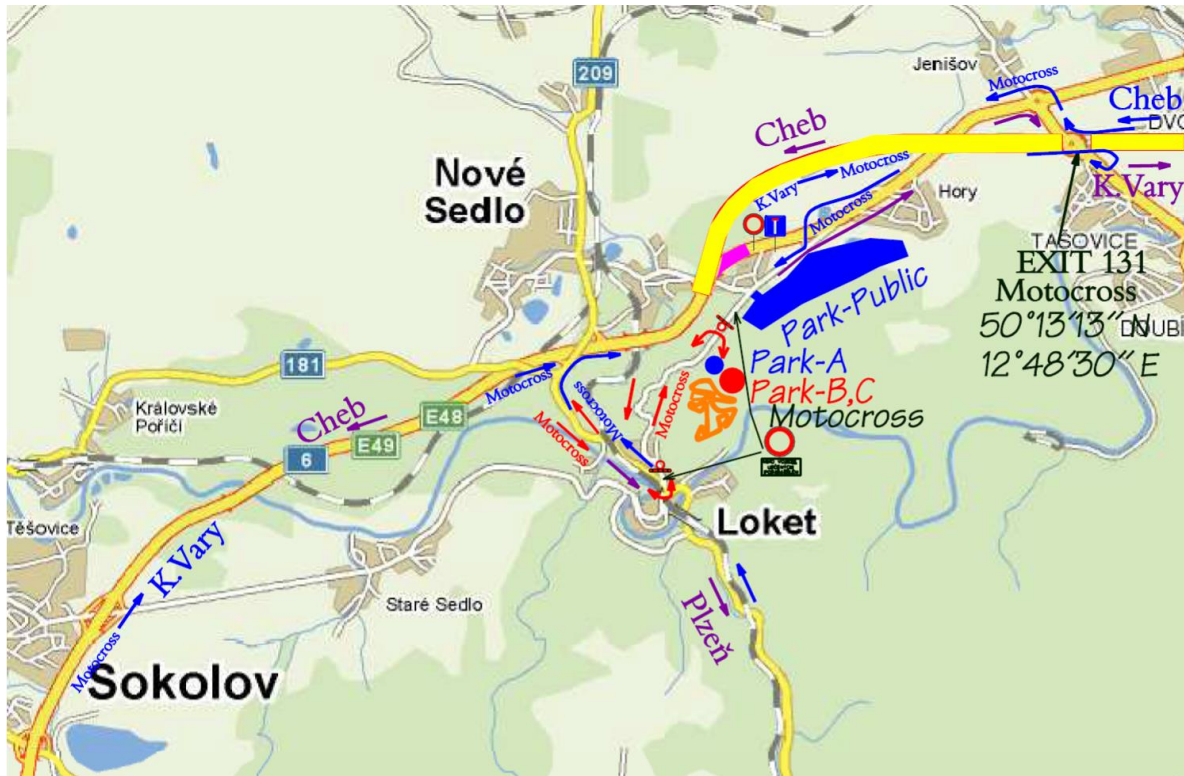 209
Jenišov
Motocross
Cheb
DVO
Cheb
K.Vary
Motocross
K.Vary
Nové
Sedlo
Hory
Motocross
TAŠOVICE
EXIT 131
Motocross
50°13'13" N
DOUBÍ
12°48'30" E
Park-Public
Park-A
Park-B,C
Motocross
181
Motocross
Motocross
Motocross
Motocross
Královské
Poříčí
Cheb
E48
E49
6
Těšovice
K.Vary
Loket
Staré Sedlo
Plzeň
Motocross
Sokolov